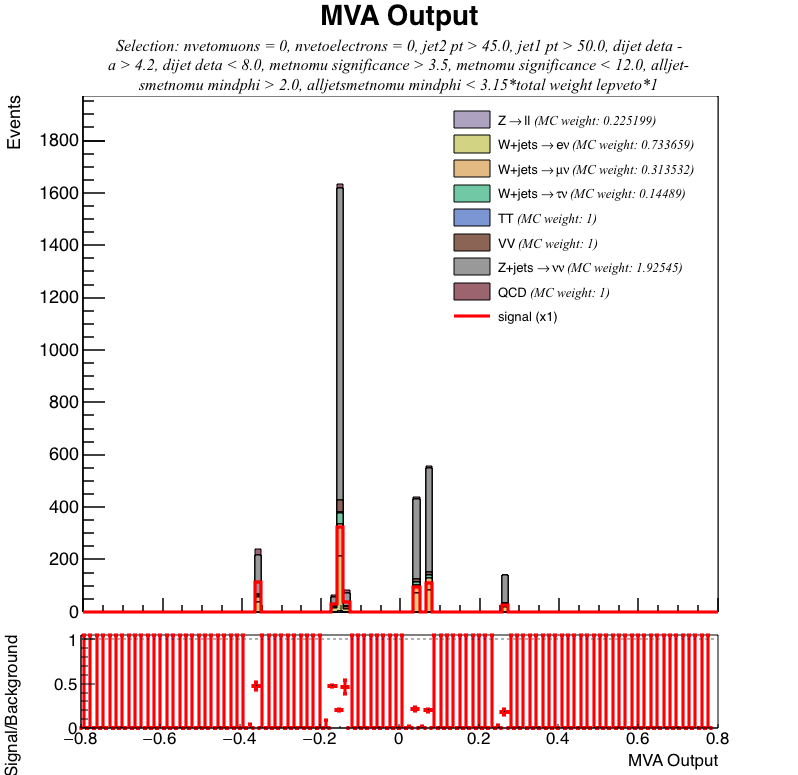 MVA Output
Selection: nvetomuons = 0, nvetoelectrons = 0, jet2 pt > 45.0, jet1 pt > 50.0, dijet deta -
a > 4.2, dijet deta < 8.0, metnomu significance > 3.5, metnomu significance < 12.0, alljet-
smetnomu mindphi > 2.0, alljetsmetnomu mindphi < 3.15*total weight lepveto*1
Events
1800
1600
1400
1200
1000
800
600
400
200
0
Z → ll (MC weight: 0.225199)
W+jets → eν (MC weight: 0.733659)
W+jets → μν (MC weight: 0.313532)
W+jets → τν (MC weight: 0.14489)
TT (MC weight: 1)
VV (MC weight: 1)
Z+jets → νν (MC weight: 1.92545)
QCD (MC weight: 1)
signal (x1)
Signal/Background
1
0.5
0
−0.8 −0.6 −0.4 −0.2 0 0.2 0.4 0.6 0.8
MVA Output